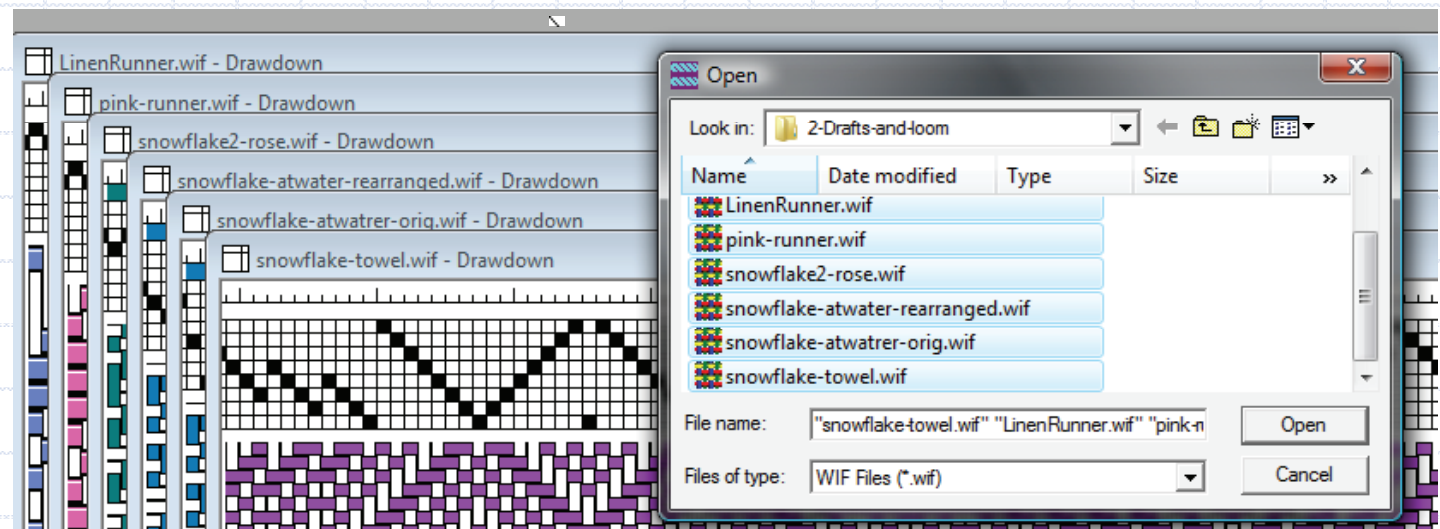 LinenRunner.wif - Drawdown
pink-runner.wif - Drawdown
snowflake2-rose.wif - Drawdown
snowflake-atwater-rearranged.wif - Drawdown
snowflake-atwatrer-orig.wif - Drawdown
snowflake-towel.wif - Drawdown
Open
X
Look in: 2-Drafts-and-loom
Name Date modified Type Size »
LinenRunner.wif
pink-runner.wif
snowflake2-rose.wif
snowflake-atwater-rearranged.wif
snowflake-atwatrer-orig.wif
snowflake-towel.wif
File name: "snowflake-towel.wif" "LinenRunner.wif" "pink-r Open
Files of type: WIF Files (*.wif) Cancel